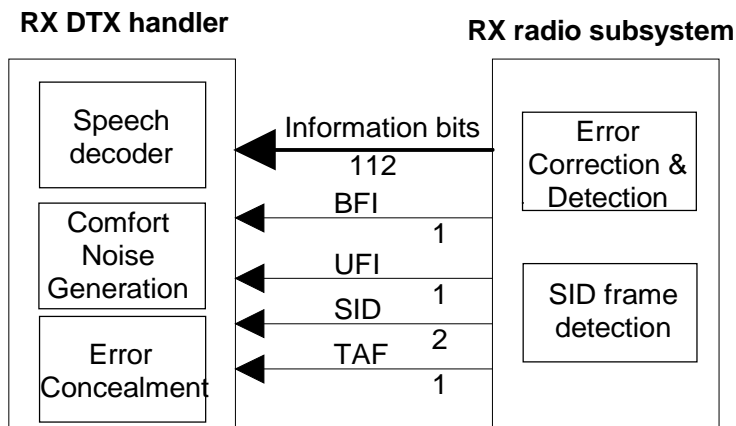 RX DTX handler
RX radio subsystem
Speech
decoder
Comfort
Noise
Generation
Error
Concealment
Information bits
112
BFI
1
UFI
1
SID
2
TAF
1
Error
Correction &
Detection
SID frame
detection